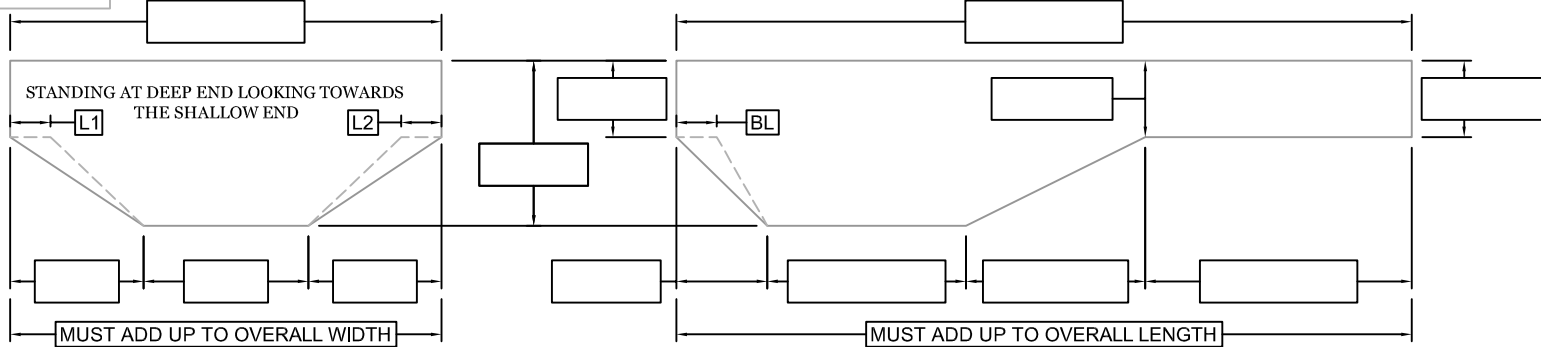 STANDING AT DEEP END LOOKING TOWARDS
THE SHALLOW END
L1
L2
BL
MUST ADD UP TO OVERALL WIDTH
MUST ADD UP TO OVERALL LENGTH